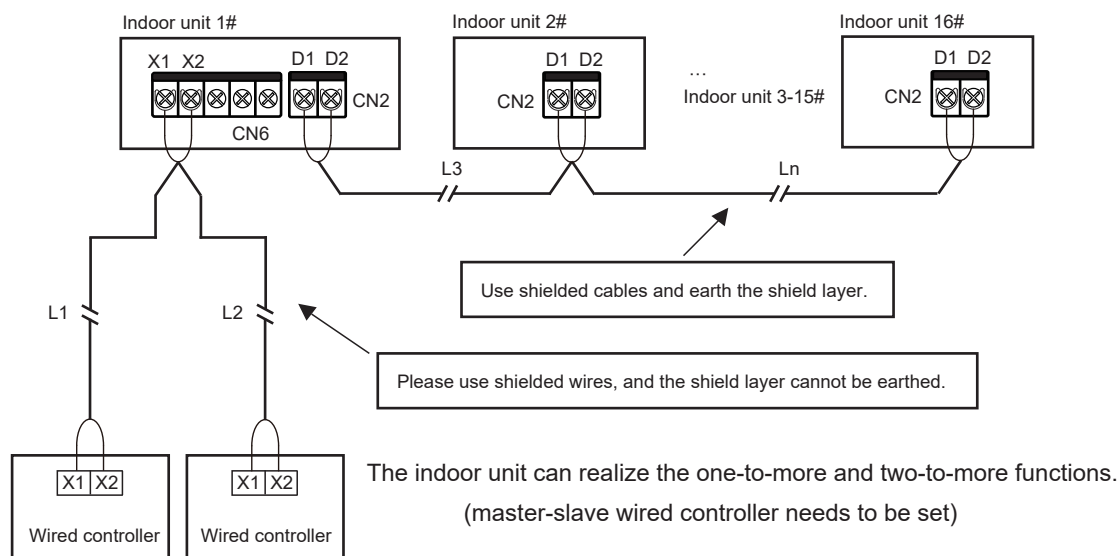 Indoor unit 1#
Indoor unit 2#
Indoor unit 16#
X1 X2
D1 D2
CN2
CN6
D1 D2
CN2
...
Indoor unit 3-15#
D1 D2
CN2
L3
Ln
Use shielded cables and earth the shield layer.
L1
L2
Please use shielded wires, and the shield layer cannot be earthed.
X1 X2
Wired controller
X1 X2
Wired controller
The indoor unit can realize the one-to-more and two-to-more functions.
(master-slave wired controller needs to be set)